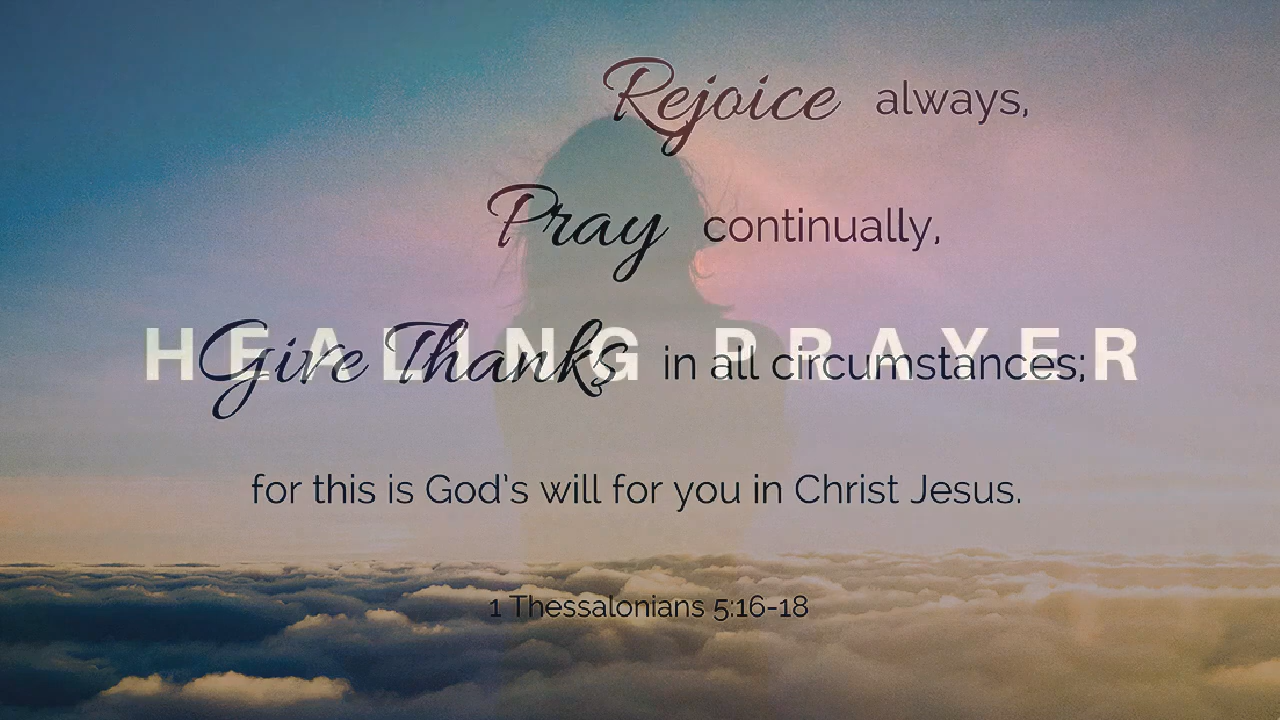 Rejoice always,
Pray continually,
HEALING PRAYER
Give Thanks in all circumstances;
for this is God's will for you in Christ Jesus.
1 Thessalonians 5:16-18